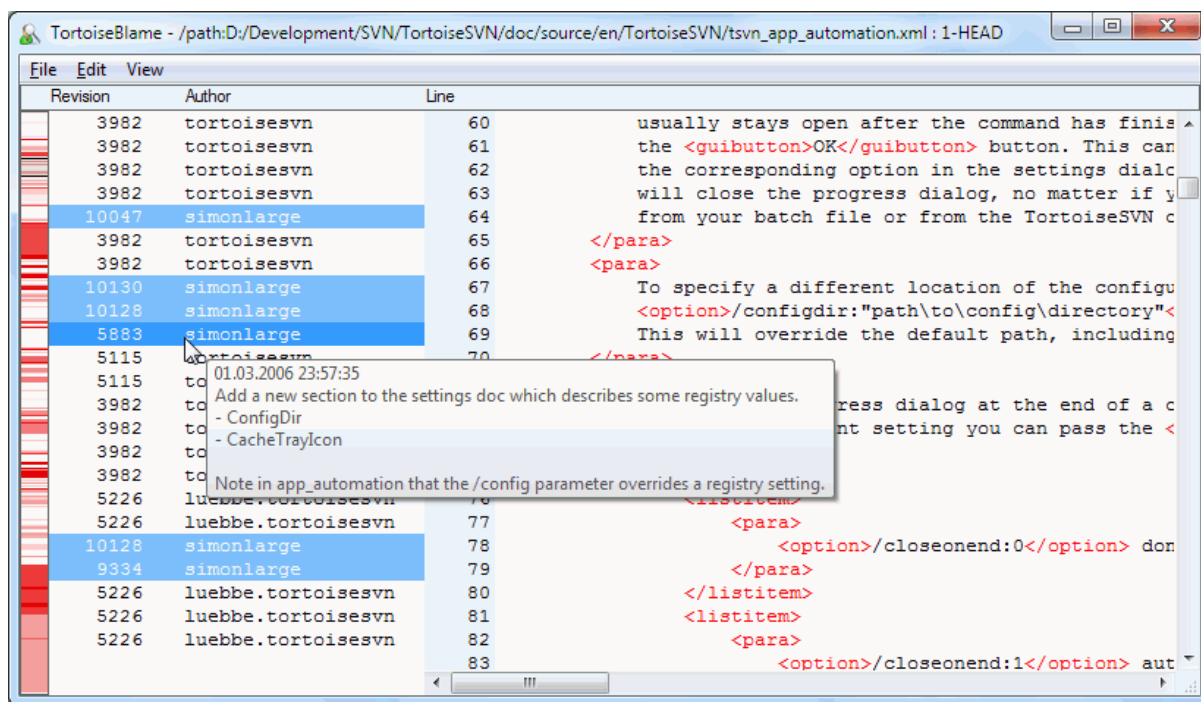 TortoiseBlame - /path:D:/Development/SVN/TortoiseSVN/doc/source/en/TortoiseSVN/tsvn_app_automation.xml : 1-HEAD
File Edit View
Revision Author Line
3982 tortoisesvn 60 usually stays open after the command has finis
3982 tortoisesvn 61 the <guibutton>OK</guibutton> button. This can
3982 tortoisesvn 62 the corresponding option in the settings dialo
3982 tortoisesvn 63 will close the progress dialog, no matter if y
10047 simonlarge 64 from your batch file or from the TortoiseSVN c
3982 tortoisesvn 65 </para>
3982 tortoisesvn 66 <para>
10130 simonlarge 67 To specify a different location of the configu
10128 simonlarge 68 <option>/configdir:"path\to\config\directory"<
5883 simonlarge 69 This will override the default path, including
5115 tortoisesvn 70 </para>
5115 to
3982 to ress dialog at the end of a c
3982 to nt setting you can pass the <
3982 to
3982 to
01.03.2006 23:57:35
Add a new section to the settings doc which describes some registry values.
- ConfigDir
- CacheTrayIcon
Note in app_automation that the /config parameter overrides a registry setting.
5226 luebbe.tortoisesvn 76 <listitem>
5226 luebbe.tortoisesvn 77 <para>
10128 simonlarge 78 <option>/closeonend:0</option> don
9334 simonlarge 79 </para>
5226 luebbe.tortoisesvn 80 </listitem>
5226 luebbe.tortoisesvn 81 <listitem>
5226 luebbe.tortoisesvn 82 <para>
83 <option>/closeonend:1</option> aut